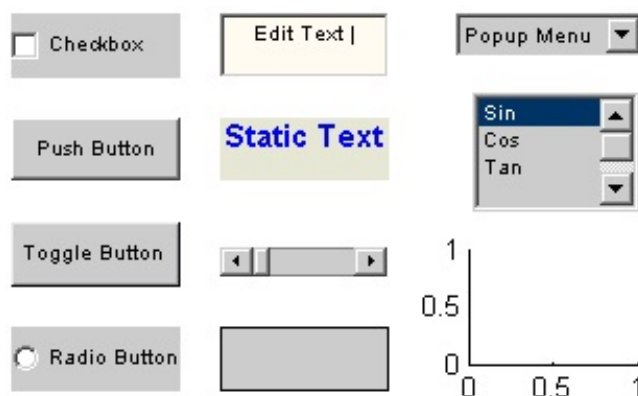 Checkbox
Edit Text |
Popup Menu
Push Button
Static Text
Sin
Cos
Tan
Toggle Button
Radio Button
1
0.5
0
0 0.5 1